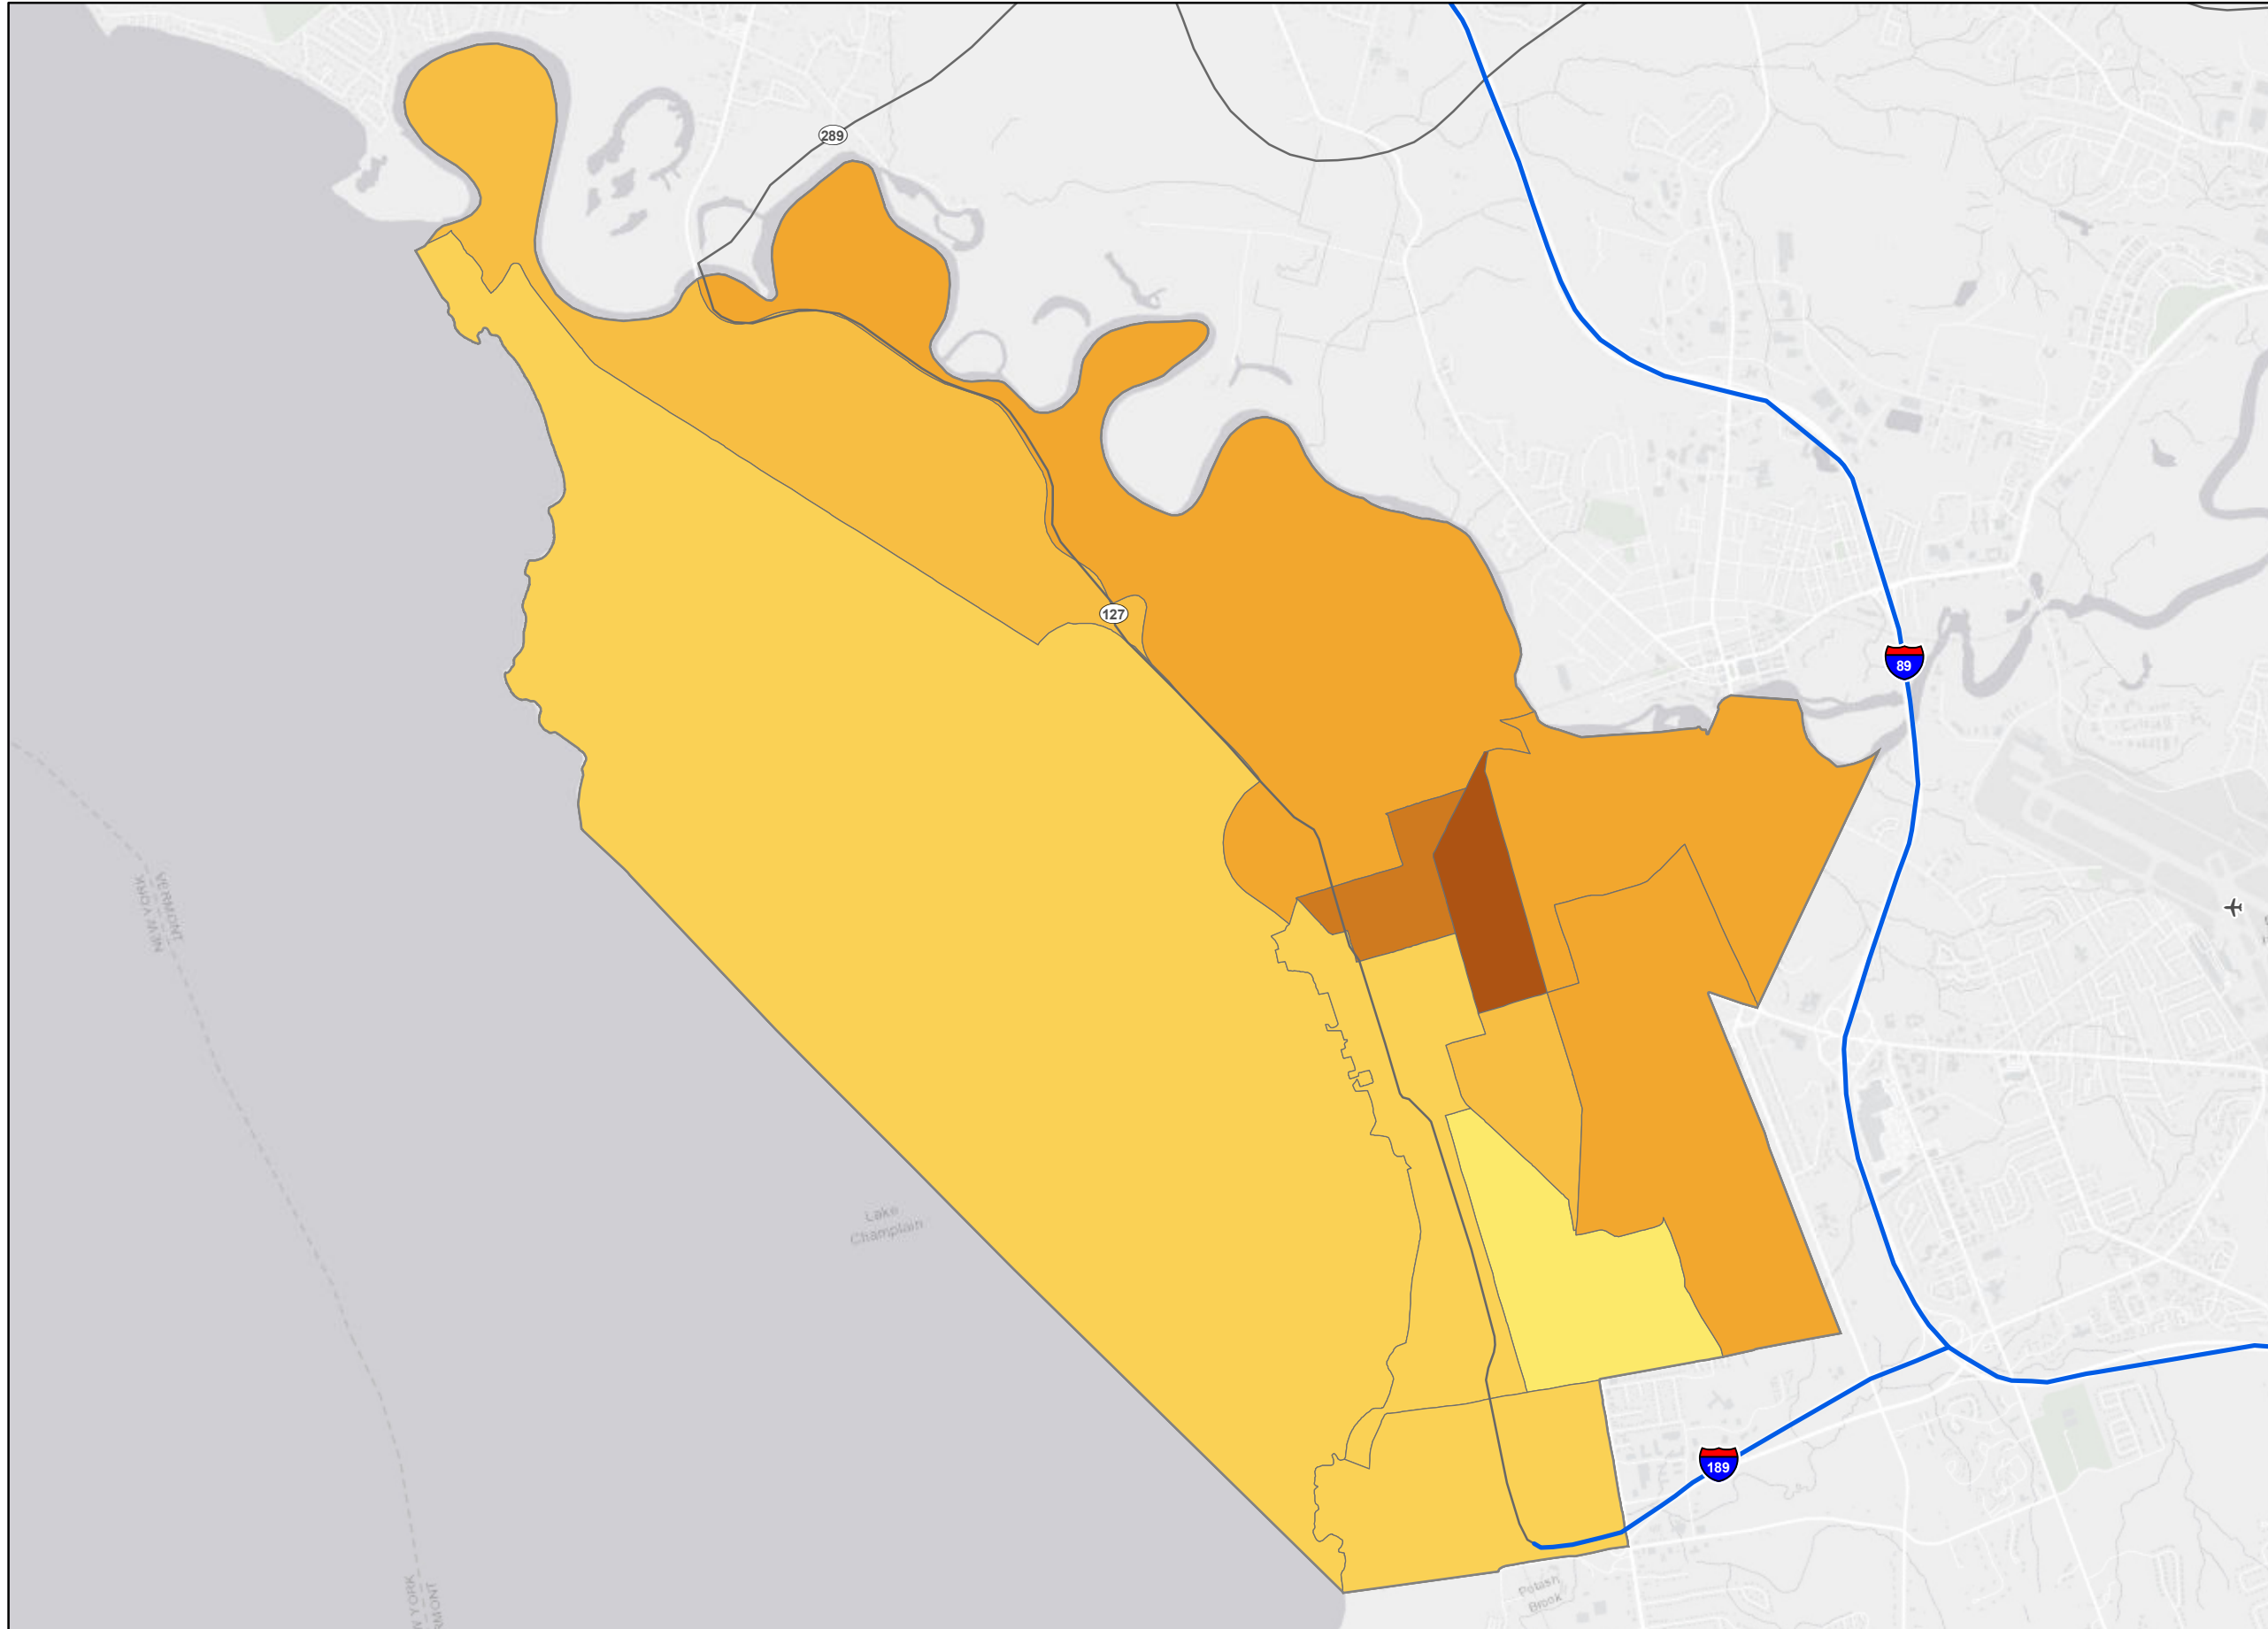 289
127
89
VERMONT
NEW YORK
Lake
Champlain
189
NEW YORK
VERMONT
Potash
Brook